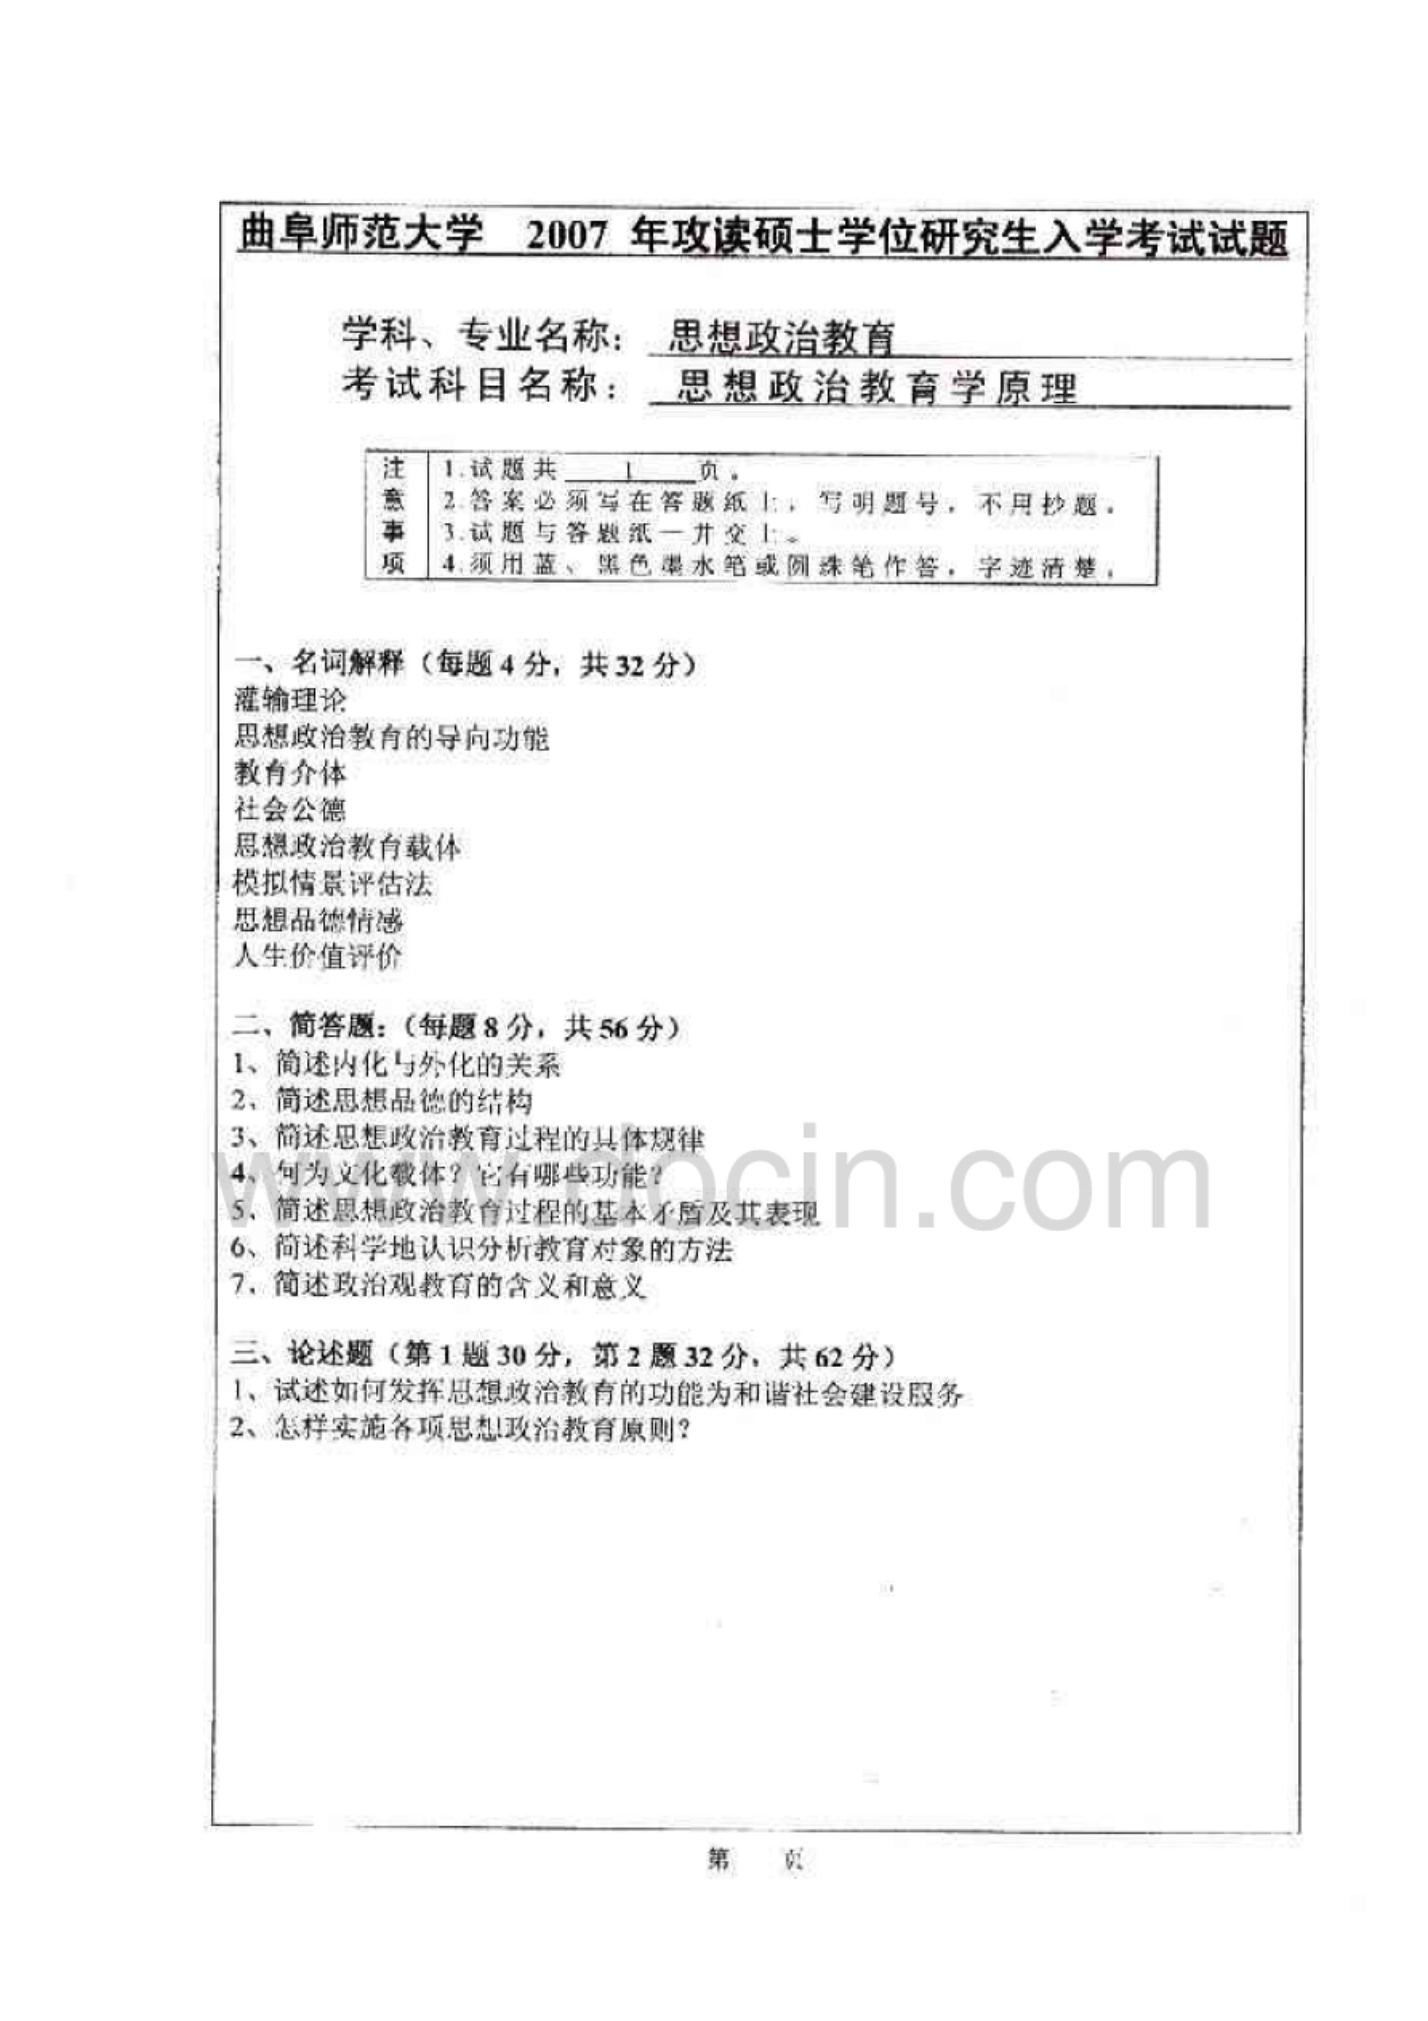 曲阜师范大学 2007 年攻读硕士学位研究生入学考试试题
学科、专业名称： 思想政治教育
考试科目名称： 思想政治教育学原理
注意事项
1.试题共 1 页。
2.答案必须写在答题纸上，写明题号，不用抄题。
3.试题与答题纸一并交上。
4.须用蓝、黑色墨水笔或圆珠笔作答，字迹清楚。
一、名词解释（每题 4 分，共 32 分）
灌输理论
思想政治教育的导向功能
教育介体
社会公德
思想政治教育载体
模拟情景评估法
思想品德情感
人生价值评价
二、简答题：（每题 8 分，共 56 分）
1、简述内化与外化的关系
2、简述思想品德的结构
3、简述思想政治教育过程的具体规律
4、何为文化载体？它有哪些功能？
5、简述思想政治教育过程的基本矛盾及其表现
6、简述科学地认识分析教育对象的方法
7、简述政治观教育的含义和意义
三、论述题（第 1 题 30 分，第 2 题 32 分，共 62 分）
1、试述如何发挥思想政治教育的功能为和谐社会建设服务
2、怎样实施各项思想政治教育原则？
第 页
www.docin.com